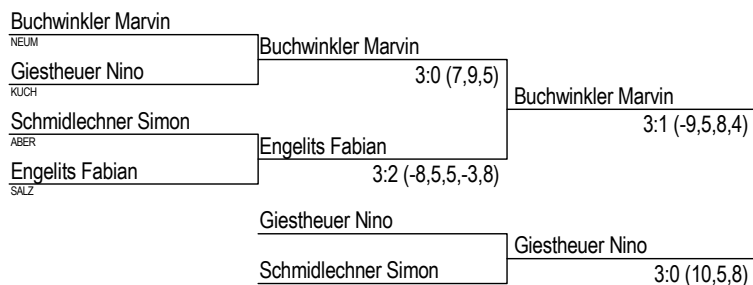 Buchwinkler Marvin
NEUM
Buchwinkler Marvin
Giestheuer Nino
3:0 (7,9,5)
KUCH
Buchwinkler Marvin
Schmidlechner Simon
3:1 (-9,5,8,4)
ABER
Engelits Fabian
Engelits Fabian
3:2 (-8,5,5,-3,8)
SALZ
Giestheuer Nino
Giestheuer Nino
Schmidlechner Simon
3:0 (10,5,8)